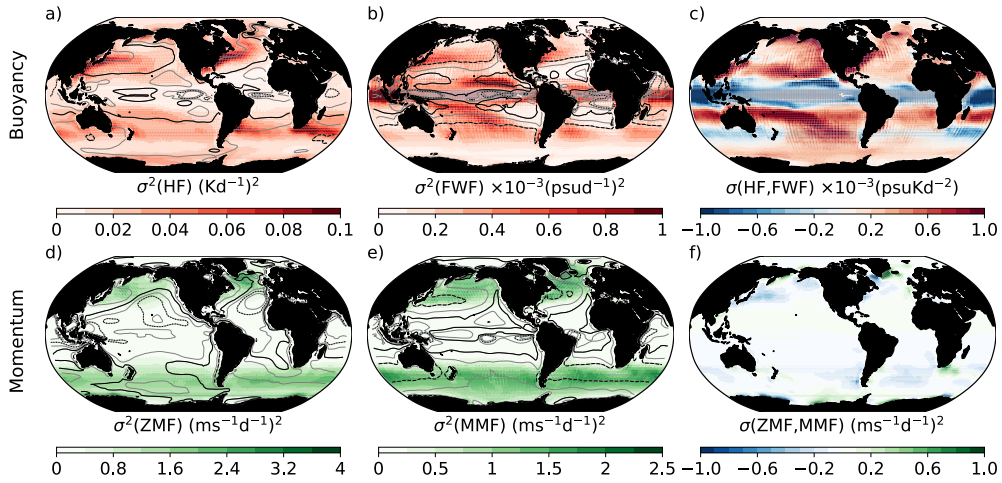 a) b) c)
Buoyancy
σ²(HF) (Kd⁻¹)² σ²(FWF) ×10⁻³(psud⁻¹)² σ(HF,FWF) ×10⁻³(psuKd⁻²)
0 0.02 0.04 0.06 0.08 0.1 0 0.2 0.4 0.6 0.8 1 −1.0 −0.6 −0.2 0.2 0.6 1.0
d) e) f)
Momentum
σ²(ZMF) (ms⁻¹d⁻¹)² σ²(MMF) (ms⁻¹d⁻¹)² σ(ZMF,MMF) (ms⁻¹d⁻¹)²
0 0.8 1.6 2.4 3.2 4 0 0.5 1 1.5 2 2.5 −1.0 −0.6 −0.2 0.2 0.6 1.0